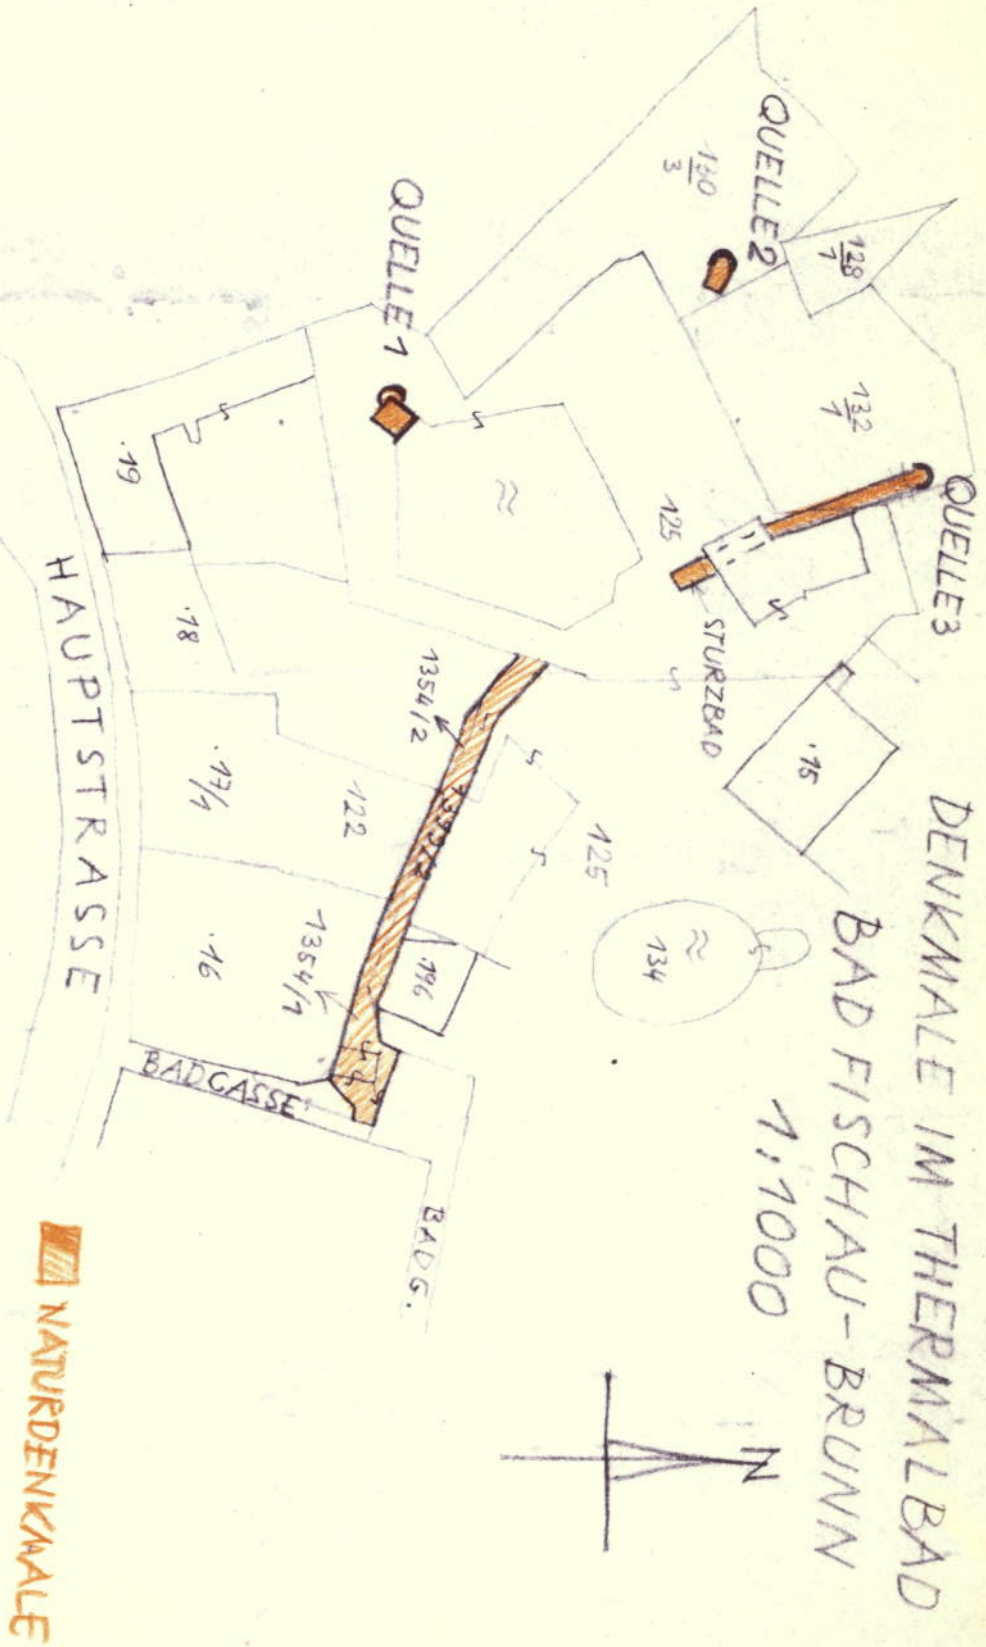 DENKMALE IM THERMALBAD
BAD FISCHAU-BRUNN
1:1000
N
QUELLE 3
QUELLE 2
QUELLE 1
128
1
130
3
132
1
125
STURZBAD
.15
125
≈
134
≈
1354/2
122
.196
1354/1
.19
.18
.17/1
.16
HAUPTSTRASSE
BADGASSE
BADG.
NATURDENKMALE